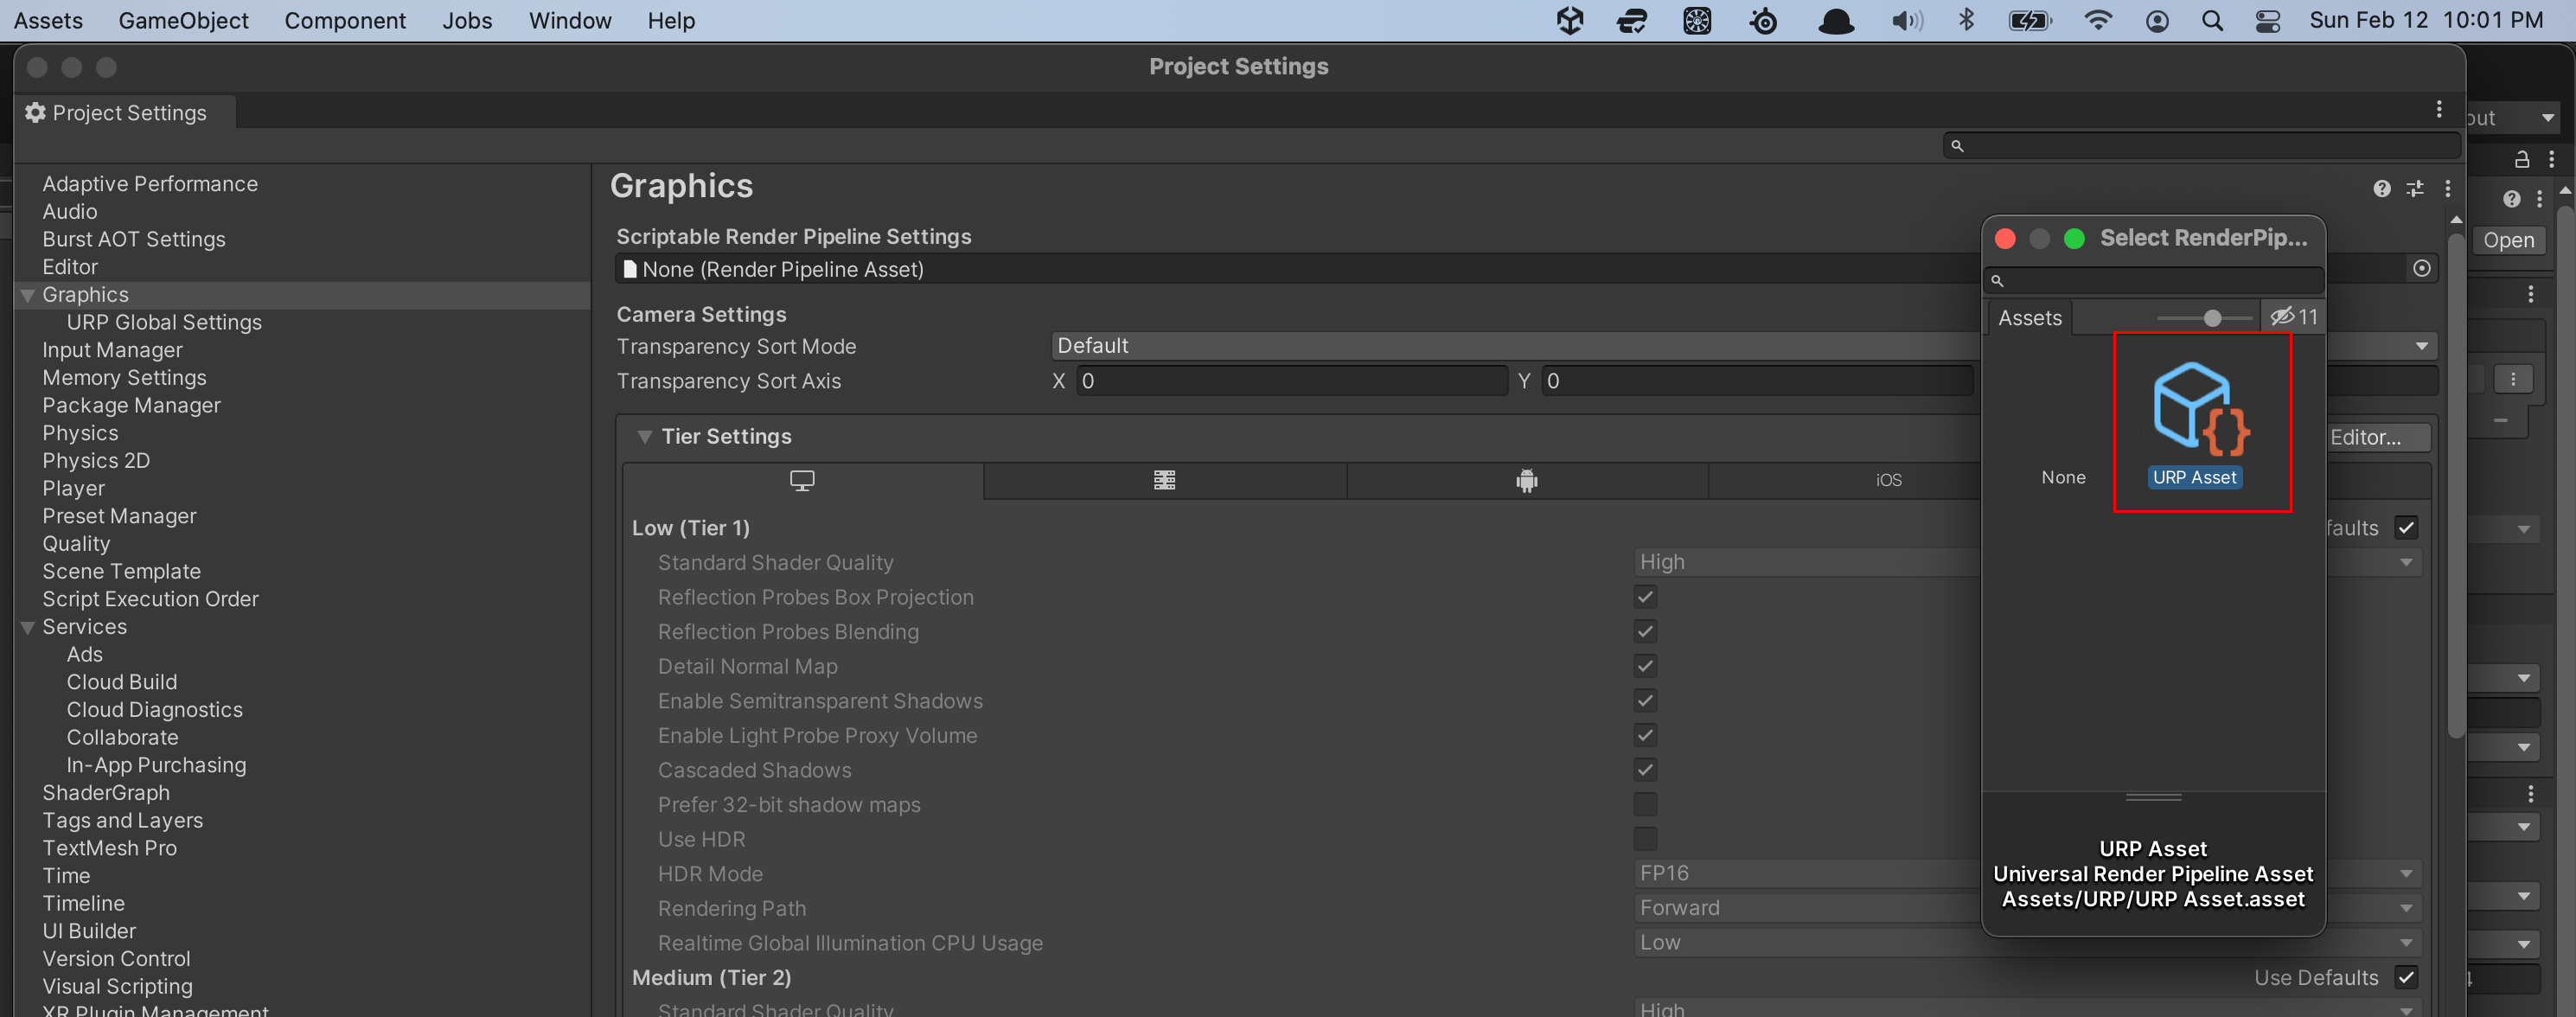 Assets GameObject Component Jobs Window Help Sun Feb 12 10:01 PM
Project Settings
Project Settings
Adaptive Performance
Audio
Burst AOT Settings
Editor
Graphics
URP Global Settings
Input Manager
Memory Settings
Package Manager
Physics
Physics 2D
Player
Preset Manager
Quality
Scene Template
Script Execution Order
Services
Ads
Cloud Build
Cloud Diagnostics
Collaborate
In-App Purchasing
ShaderGraph
Tags and Layers
TextMesh Pro
Time
Timeline
UI Builder
Version Control
Visual Scripting
XR Plugin Management
Graphics
Scriptable Render Pipeline Settings
None (Render Pipeline Asset)
Camera Settings
Transparency Sort Mode Default
Transparency Sort Axis X 0 Y 0
Tier Settings
Editor...
iOS
Low (Tier 1)
faults
Standard Shader Quality High
Reflection Probes Box Projection
Reflection Probes Blending
Detail Normal Map
Enable Semitransparent Shadows
Enable Light Probe Proxy Volume
Cascaded Shadows
Prefer 32-bit shadow maps
Use HDR
HDR Mode FP16
Rendering Path Forward
Realtime Global Illumination CPU Usage Low
Medium (Tier 2) Use Defaults
Standard Shader Quality High
Select RenderPip...
Assets 11
None URP Asset
URP Asset
Universal Render Pipeline Asset
Assets/URP/URP Asset.asset
out
Open